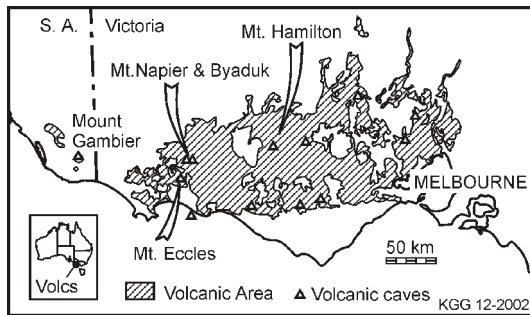 S. A.
Victoria
Mt. Hamilton
Mt.Napier & Byaduk
Mount
Gambier
MELBOURNE
Mt. Eccles
50 km
Volcs
Volcanic Area
Volcanic caves
KGG 12-2002